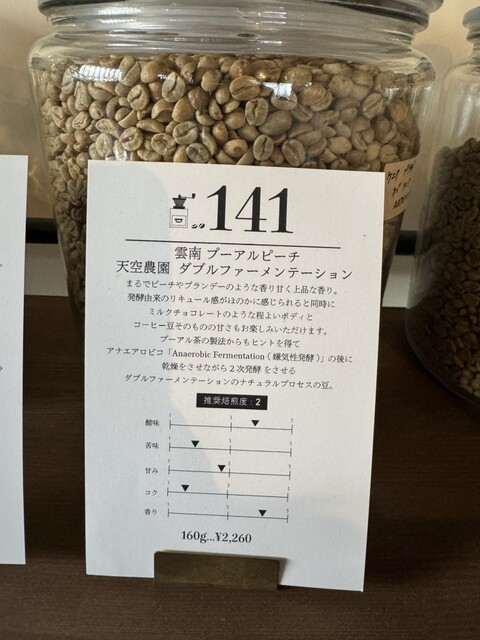 141
雲南 プーアルピーチ
天空農園 ダブルファーメンテーション
まるでピーチやブランデーのような香り甘く上品な香り。
発酵由来のリキュール感がほのかに感じられると同時に
ミルクチョコレートのような程よいボディと
コーヒー豆そのものの甘さもお楽しみいただけます。
プーアル茶の製法からもヒントを得て
アナエアロビコ「Anaerobic Fermentation ( 嫌気性発酵 )」の後に
乾燥をさせながら 2 次発酵 をさせる
ダブルファーメンテーションのナチュラルプロセスの豆。
推奨焙煎度 : 2
酸味
苦味
甘み
コク
香り
160g...¥2,260